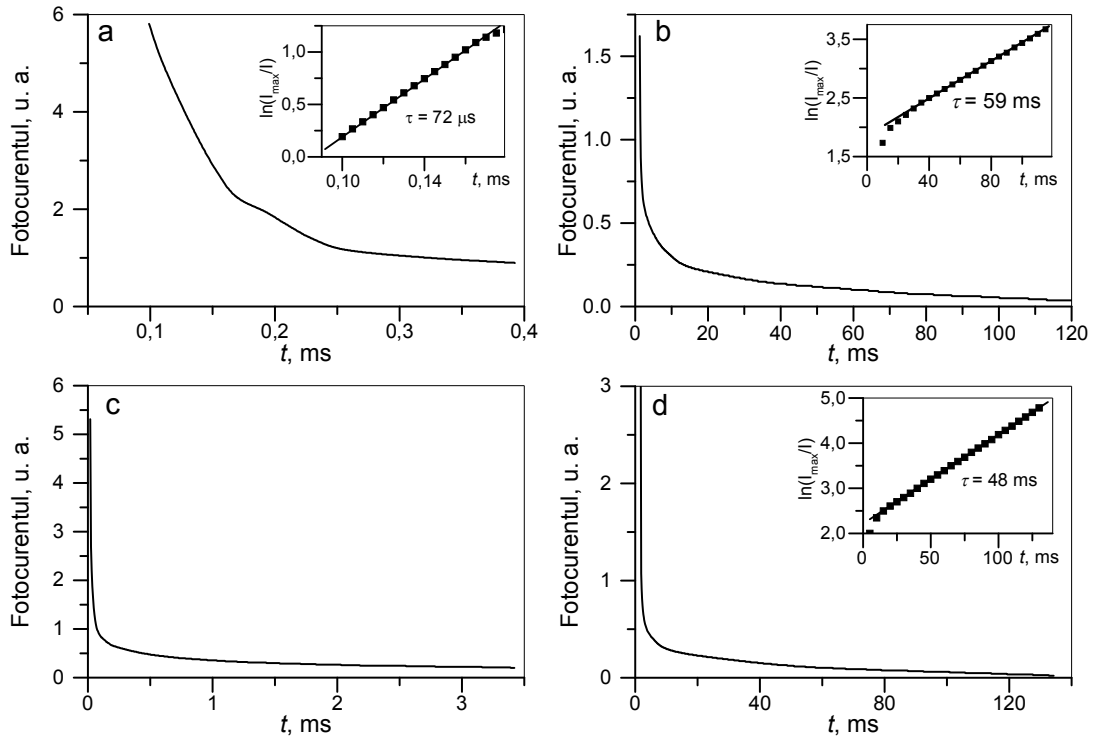 a
Fotocurentul, u. a.
6
4
2
0
0,1
0,2
0,3
0,4
t, ms
ln(Imax/I)
1,0
0,5
0,0
τ = 72 μs
0,10
0,14
t, ms
b
Fotocurentul, u. a.
1.5
1.0
0.5
0.0
0
20
40
60
80
100
120
t, ms
ln(Imax/I)
3,5
2,5
1,5
τ = 59 ms
0
40
80
t, ms
c
Fotocurentul, u. a.
6
5
4
3
2
1
0
0
1
2
3
t, ms
d
Fotocurentul, u. a.
3
2
1
0
0
40
80
120
t, ms
ln(Imax/I)
5,0
4,0
3,0
2,0
τ = 48 ms
0
50
100
t, ms